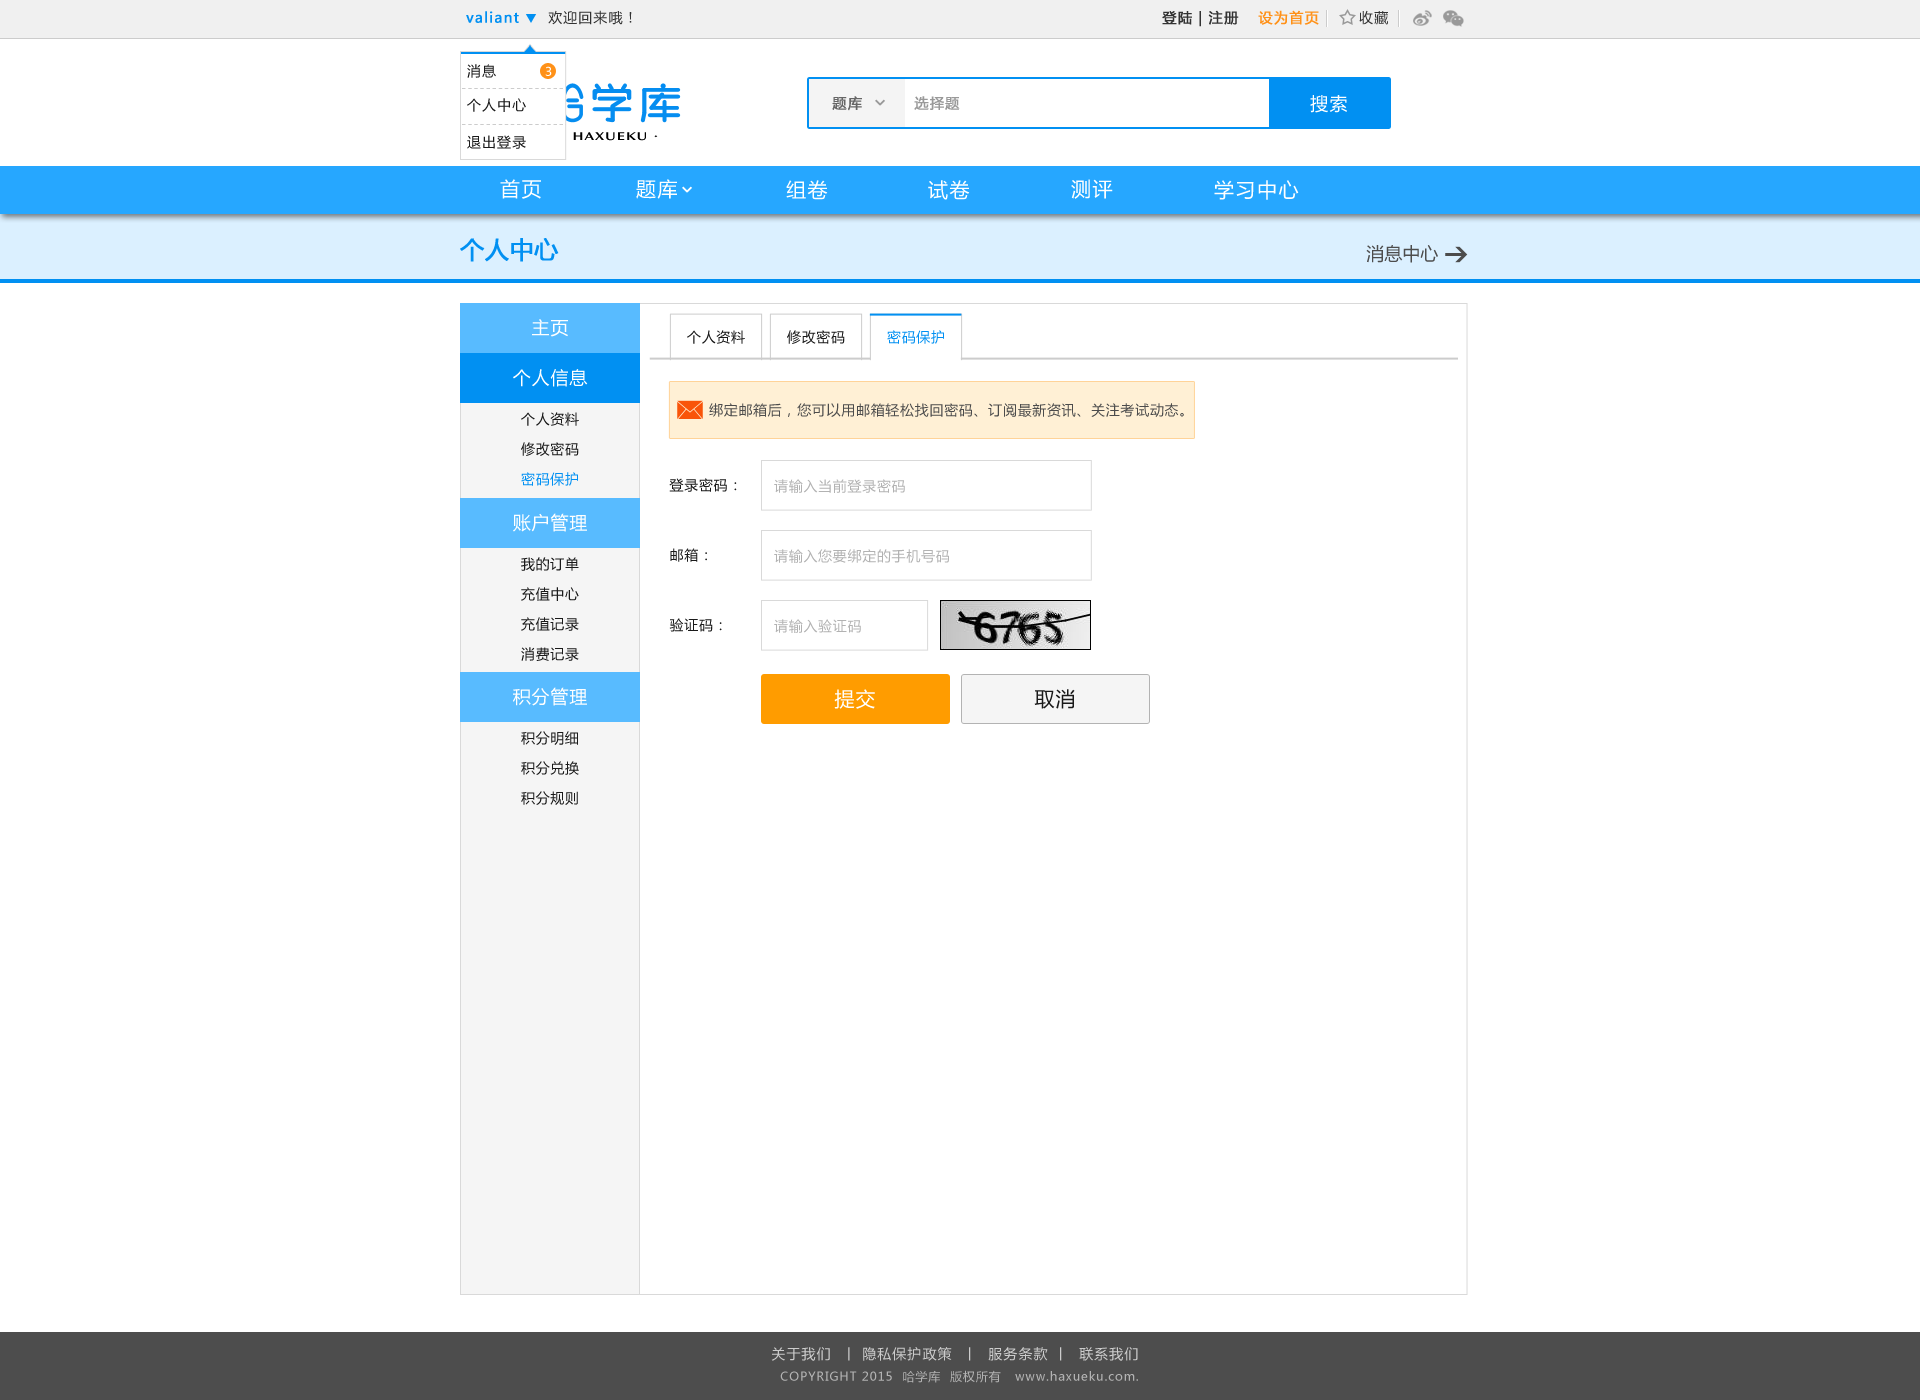 valiant ▼ 欢迎回来哦！
登陆 | 注册 设为首页 收藏
消息 3
个人中心
退出登录
学库
HAXUEKU ·
题库 选择题 搜索
首页 题库 组卷 试卷 测评 学习中心
个人中心
消息中心
主页
个人信息
个人资料
修改密码
密码保护
账户管理
我的订单
充值中心
充值记录
消费记录
积分管理
积分明细
积分兑换
积分规则
个人资料 修改密码 密码保护
绑定邮箱后，您可以用邮箱轻松找回密码、订阅最新资讯、关注考试动态。
登录密码： 请输入当前登录密码
邮箱： 请输入您要绑定的手机号码
验证码： 请输入验证码 6765
提交 取消
关于我们 | 隐私保护政策 | 服务条款 | 联系我们
COPYRIGHT 2015 哈学库 版权所有 www.haxueku.com.